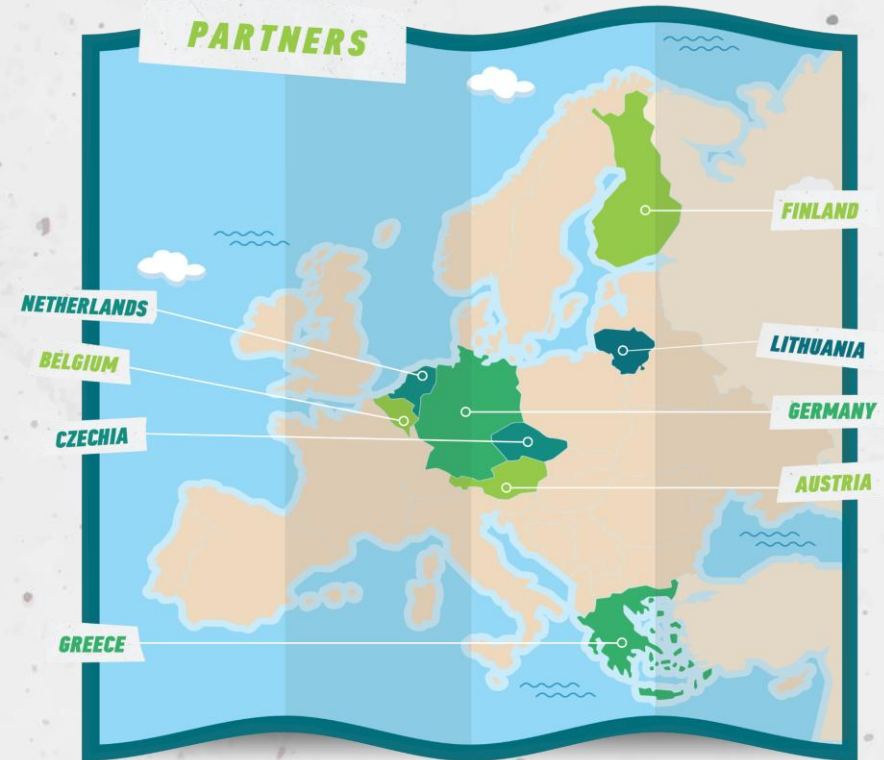 PARTNERS
FINLAND
NETHERLANDS
LITHUANIA
BELGIUM
GERMANY
CZECHIA
AUSTRIA
GREECE